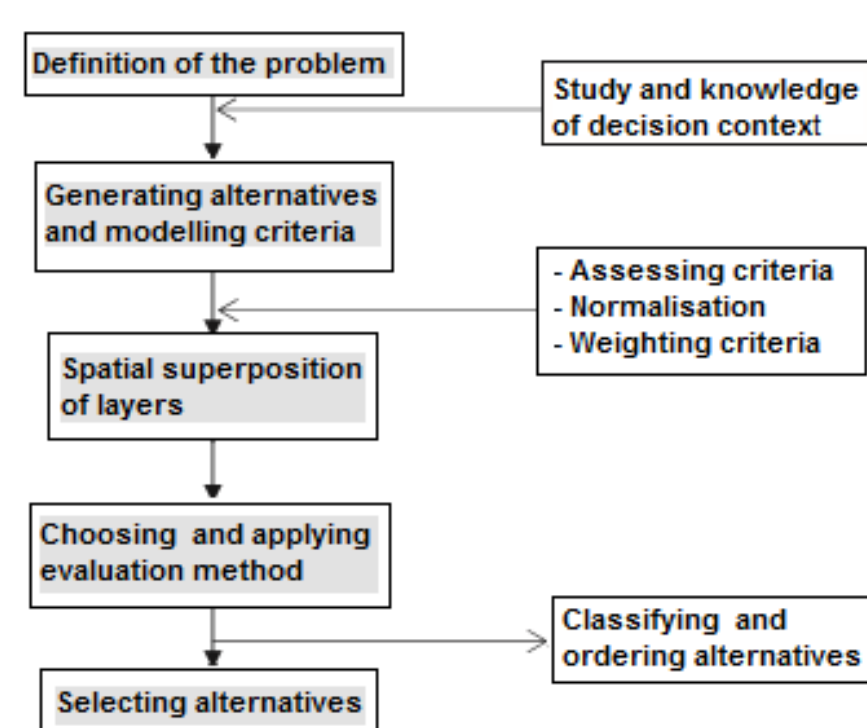 Definition of the problem
Study and knowledge
of decision context
Generating alternatives
and modelling criteria
- Assessing criteria
- Normalisation
- Weighting criteria
Spatial superposition
of layers
Choosing and applying
evaluation method
Classifying and
ordering alternatives
Selecting alternatives